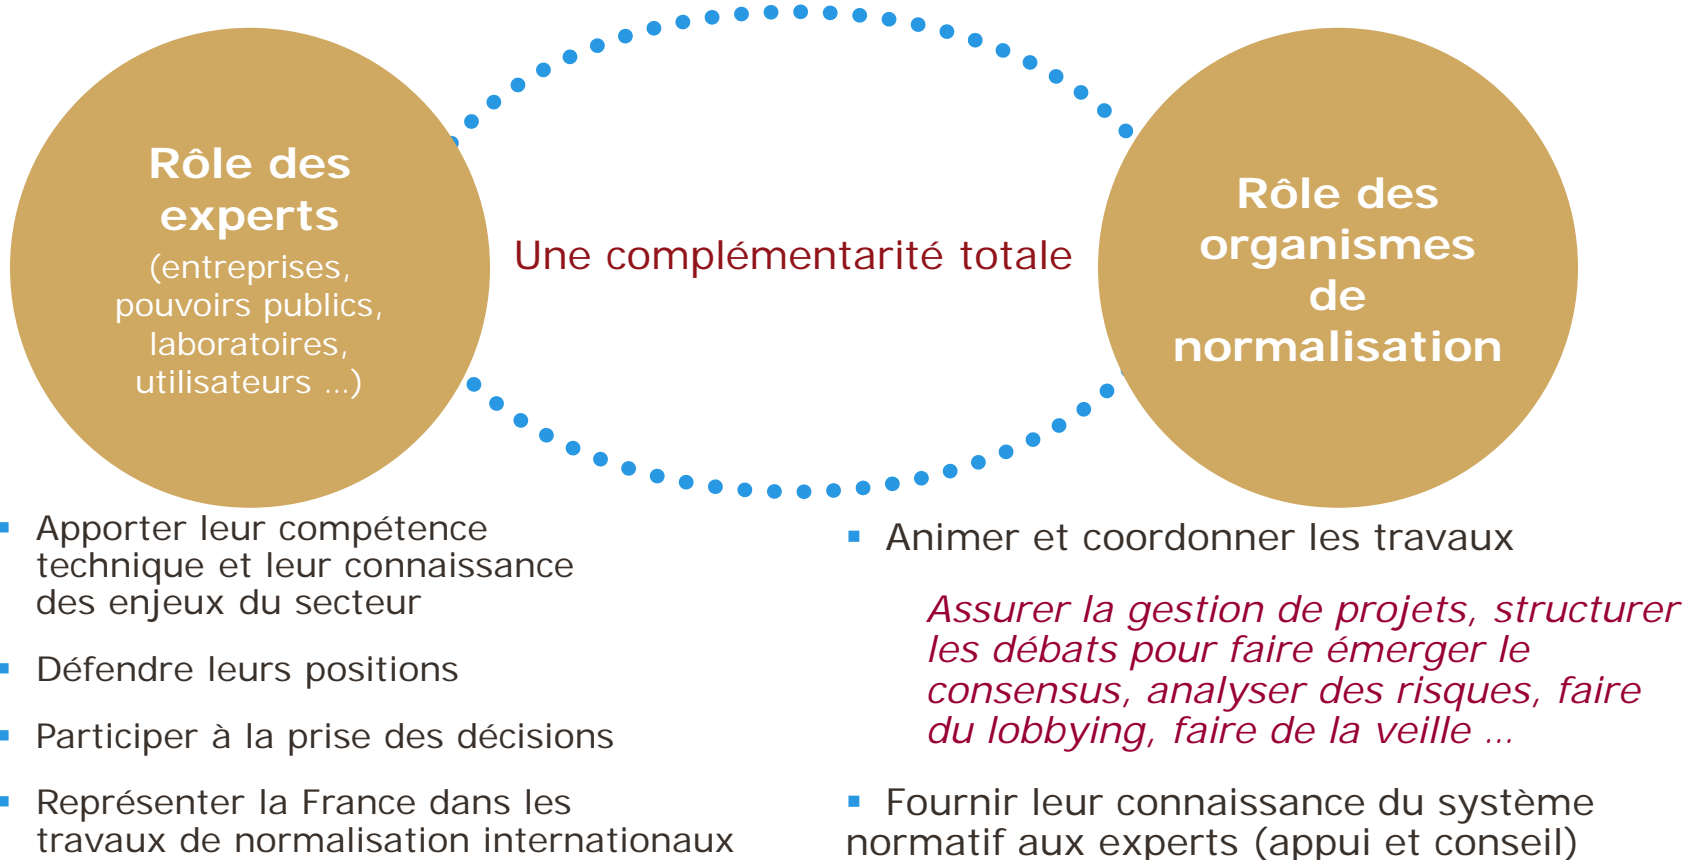 Rôle des
experts
(entreprises,
pouvoirs publics,
laboratoires,
utilisateurs ...)
Une complémentarité totale
Rôle des
organismes
de
normalisation
▪ Apporter leur compétence
technique et leur connaissance
des enjeux du secteur
▪ Défendre leurs positions
▪ Participer à la prise des décisions
▪ Représenter la France dans les
travaux de normalisation internationaux
▪ Animer et coordonner les travaux
Assurer la gestion de projets, structurer
les débats pour faire émerger le
consensus, analyser des risques, faire
du lobbying, faire de la veille ...
▪ Fournir leur connaissance du système
normatif aux experts (appui et conseil)